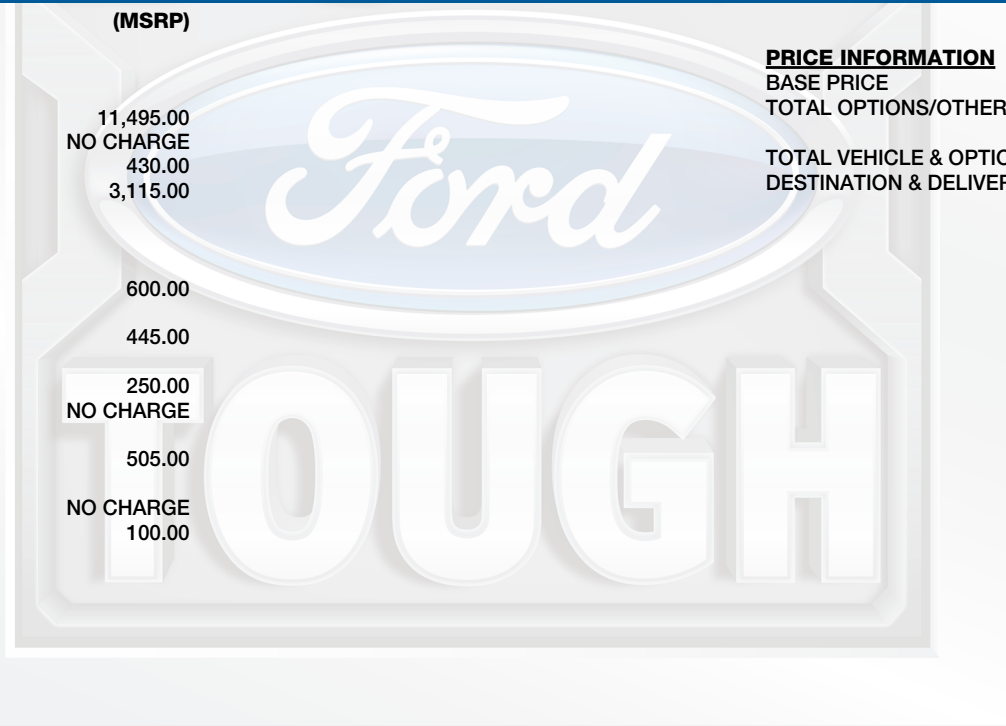 (MSRP)
11,495.00
NO CHARGE
430.00
3,115.00
600.00
445.00
250.00
NO CHARGE
505.00
NO CHARGE
100.00
PRICE INFORMATION
BASE PRICE
TOTAL OPTIONS/OTHER
TOTAL VEHICLE & OPTIO
DESTINATION & DELIVER
Ford
TOUGH